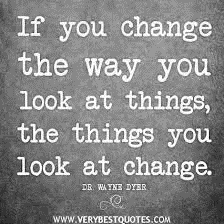 If you change
the way you
look at things,
the things you
look at change.
DR. WAYNE DYER
WWW.VERYBESTQUOTES.COM